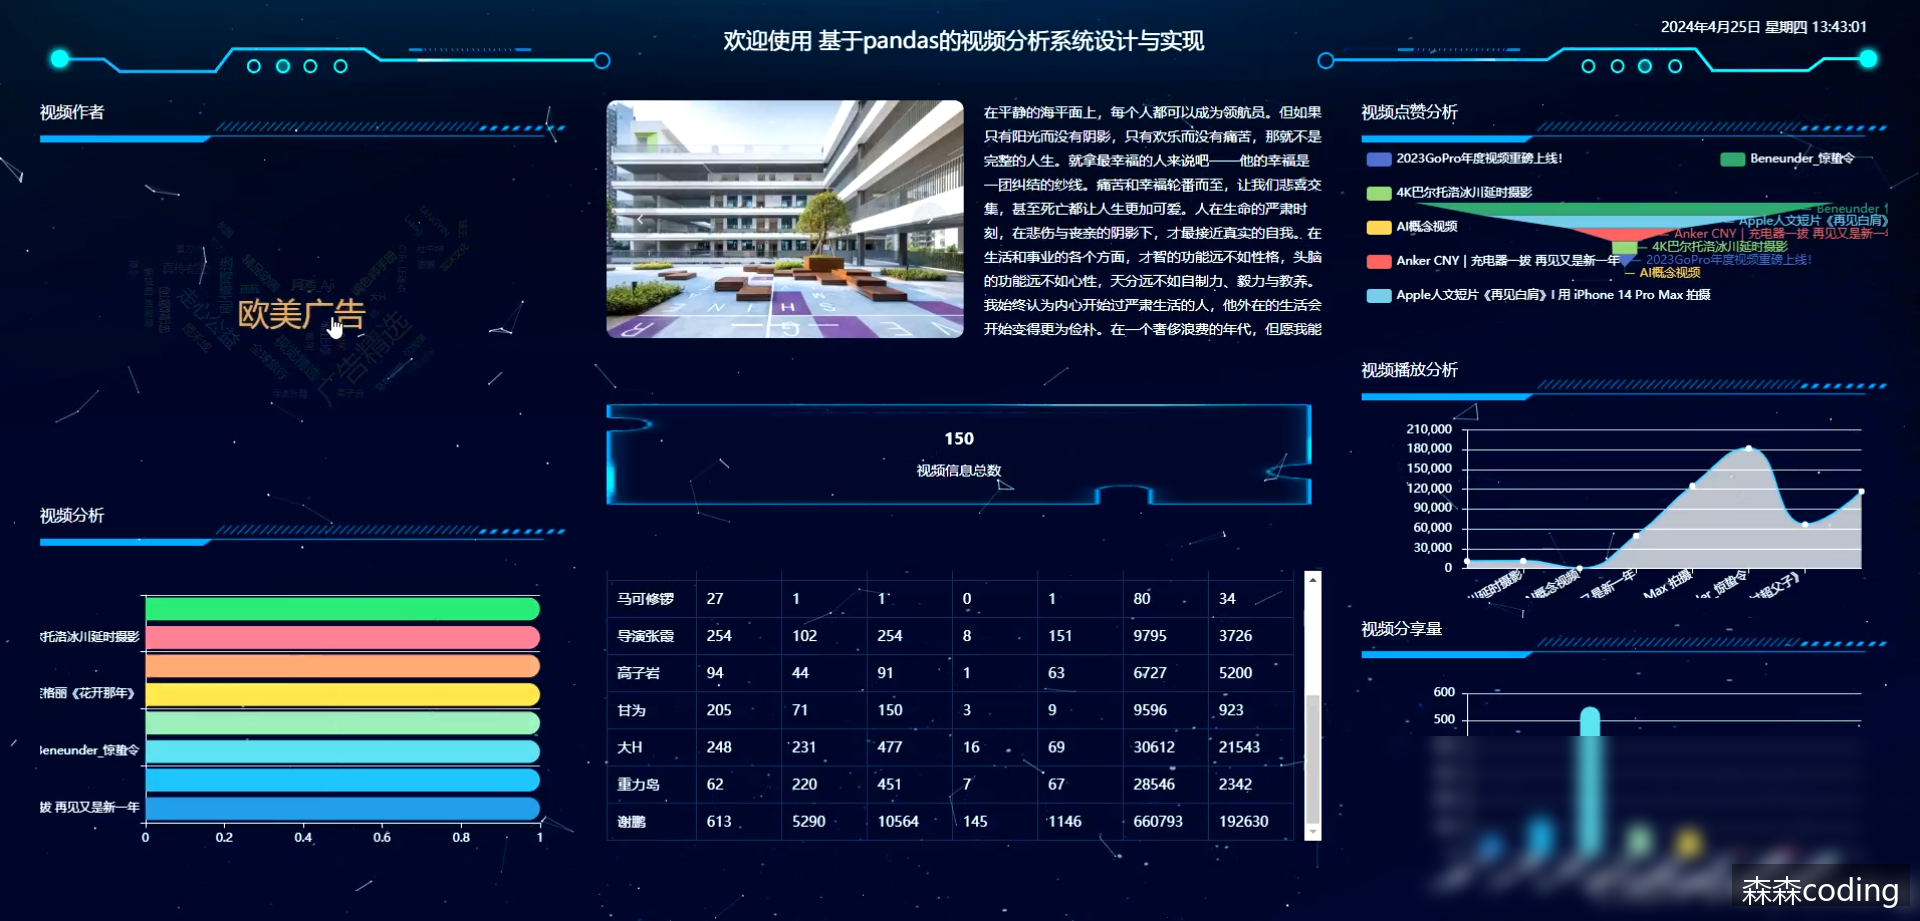 欢迎使用 基于pandas的视频分析系统设计与实现
2024年4月25日 星期四 13:43:01
视频作者
欧美广告
走心公益
广告精选
视频精选
视频分析
托洛冰川延时摄影
格丽《花开那年》
Beneunder_惊蛰令
拔 再见又是新一年
0 0.2 0.4 0.6 0.8 1
在平静的海平面上，每个人都可以成为领航员。但如果
只有阳光而没有阴影，只有欢乐而没有痛苦，那就不是
完整的人生。就拿最幸福的人来说吧——他的幸福是
一团纠结的纱线。痛苦和幸福轮番而至，让我们悲喜交
集，甚至死亡都让人生更加可爱。人在生命的严肃时
刻，在悲伤与丧亲的阴影下，才最接近真实的自我。在
生活和事业的各个方面，才智的功能远不如性格，头脑
的功能远不如心性，天分远不如自制力、毅力与教养。
我始终认为内心开始过严肃生活的人，他外在的生活会
开始变得更为俭朴。在一个奢侈浪费的年代，但愿我能
150
视频信息总数
马可修锣 27 1 1 0 1 80 34
导演张霞 254 102 254 8 151 9795 3726
高子岩 94 44 91 1 63 6727 5200
甘为 205 71 150 3 9 9596 923
大H 248 231 477 16 69 30612 21543
重力岛 62 220 451 7 67 28546 2342
谢鹏 613 5290 10564 145 1146 660793 192630
视频点赞分析
2023GoPro年度视频重磅上线！
Beneunder_惊蛰令
4K巴尔托洛冰川延时摄影
AI概念视频
Anker CNY | 充电器一拔 再见又是新一年
Apple人文短片《再见白肩》I 用 iPhone 14 Pro Max 拍摄
Beneunder
Apple人文短片《再见白肩》
Anker CNY | 充电器一拔 再见又是新一
4K巴尔托洛冰川延时摄影
2023GoPro年度视频重磅上线！
AI概念视频
视频播放分析
210,000
180,000
150,000
120,000
90,000
60,000
30,000
0
川延时摄影
概念视频
又是新一年
Max 拍摄
er_惊蛰令
超父子》
视频分享量
600
500
森森coding